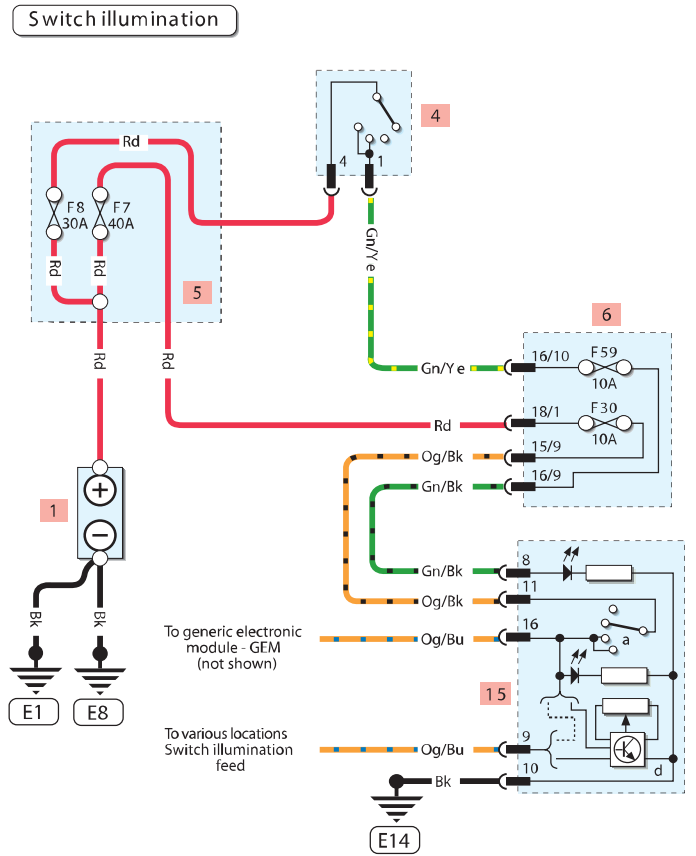 Switch illumination
4
Rd
4 1
F8
30A
F7
40A
Rd
Rd
5
Gn/Ye
6
Rd
Rd
Gn/Ye
16/10
F59
10A
Rd
18/1
F30
10A
Og/Bk
15/9
Gn/Bk
16/9
+
1
−
Gn/Bk
8
Og/Bk
11
Bk
Bk
To generic electronic
module - GEM
(not shown)
Og/Bu
16
a
E1
E8
15
To various locations
Switch illumination
feed
Og/Bu
9
d
Bk
10
E14